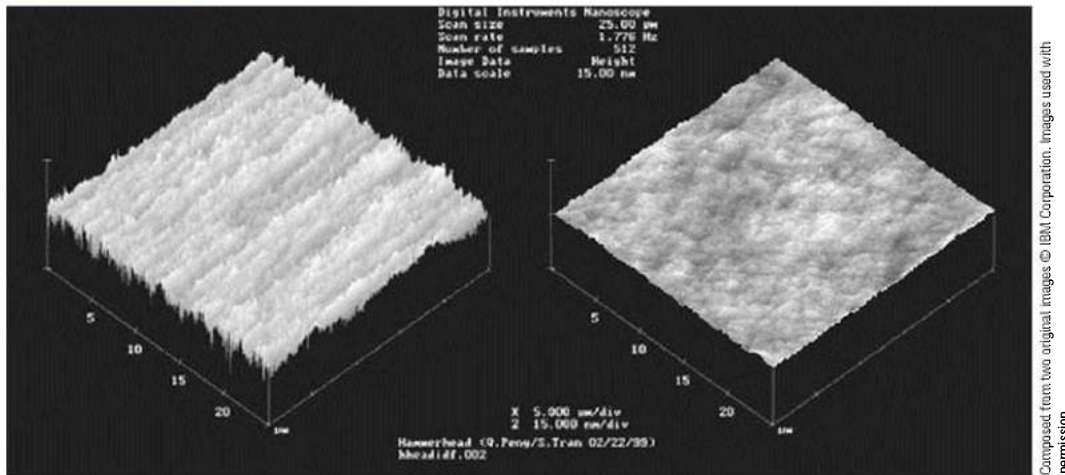 Digital Instruments Nanoscope
Scan size 25.00 µm
Scan rate 1.776 Hz
Number of samples 512
Image Data Height
Data scale 15.00 nm
5
10
15
20
µm
5
10
15
20
µm
X 5.000 µm/div
Z 15.000 nm/div
Hammerhead (Q.Peng/S.Tran 02/22/99)
hheadidf.002
Composed from two original images © IBM Corporation. Images used with
permission